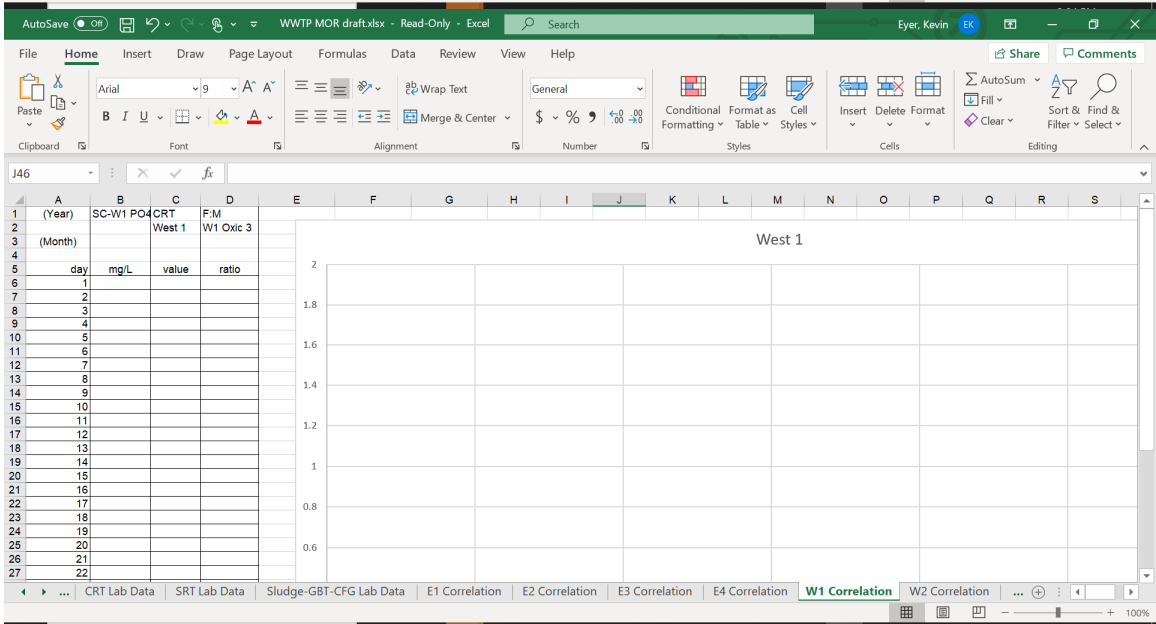 AutoSave Off WWTP MOR draft.xlsx - Read-Only - Excel Search Eyer, Kevin EK
File Home Insert Draw Page Layout Formulas Data Review View Help Share Comments
Paste Arial 9 A^ A˅ ab Wrap Text General Conditional Formatting Format as Table Cell Styles Insert Delete Format AutoSum Fill Clear Sort & Filter Find & Select
B I U A Merge & Center $ % 9 .00 .0
Clipboard Font Alignment Number Styles Cells Editing
J46 fx
A B C D E F G H I J K L M N O P Q R S
1 (Year) SC-W1 PO4 CRT F:M
2 West 1 W1 Oxic 3
3 (Month)
West 1
4
5 day mg/L value ratio
2
6 1
7 2
8 3
1.8
9 4
10 5
11 6
1.6
12 7
13 8
14 9
1.4
15 10
16 11
17 12
1.2
18 13
19 14
1
20 15
21 16
22 17
0.8
23 18
24 19
25 20
0.6
26 21
27 22
... CRT Lab Data SRT Lab Data Sludge-GBT-CFG Lab Data E1 Correlation E2 Correlation E3 Correlation E4 Correlation W1 Correlation W2 Correlation ...
100%